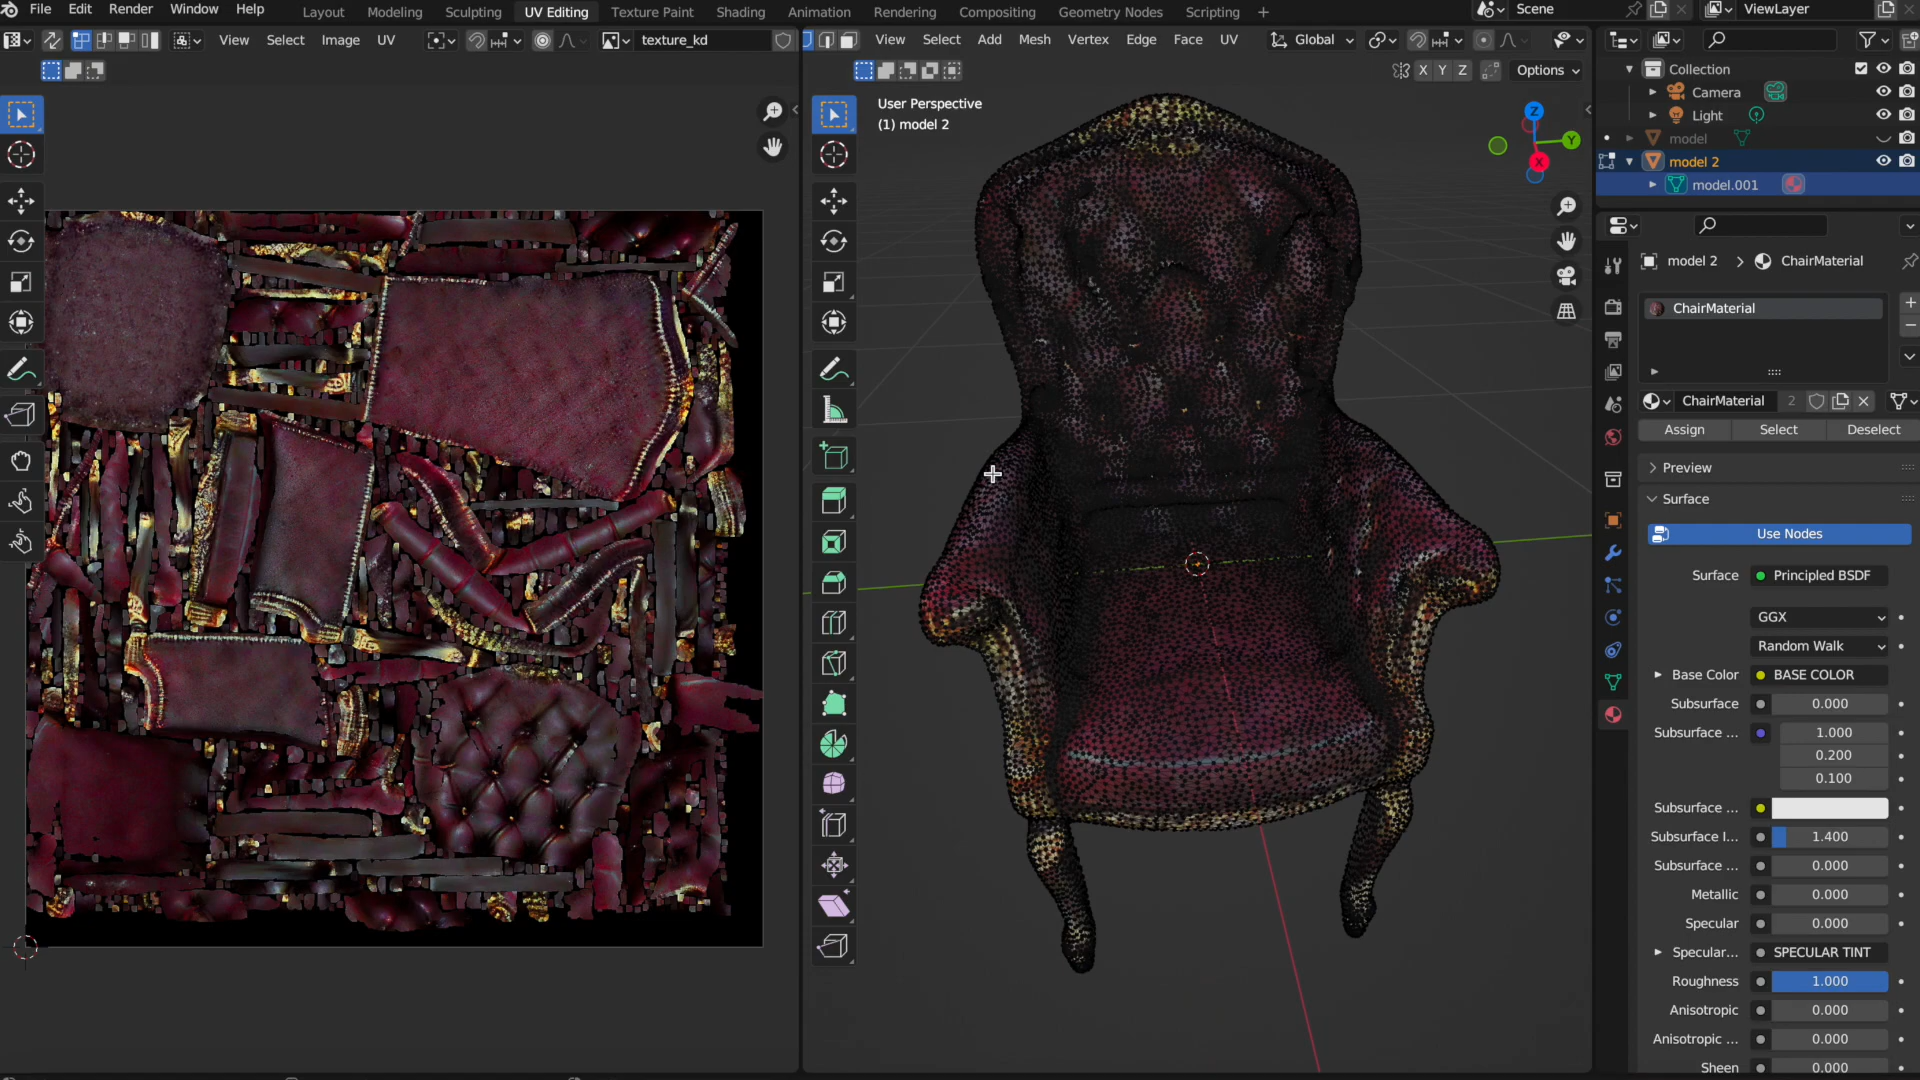 File Edit Render Window Help Layout Modeling Sculpting UV Editing Texture Paint Shading Animation Rendering Compositing Geometry Nodes Scripting + Scene ViewLayer
View Select Image UV texture_kd View Select Add Mesh Vertex Edge Face UV Global
X Y Z Options
Collection
User Perspective
(1) model 2
Camera
Light
model
model 2
model.001
Z
Y
X
model 2 > ChairMaterial
ChairMaterial
ChairMaterial 2
Assign Select Deselect
Preview
Surface
Use Nodes
Surface Principled BSDF
GGX
Random Walk
Base Color BASE COLOR
Subsurface 0.000
Subsurface ... 1.000
0.200
0.100
Subsurface ...
Subsurface I... 1.400
Subsurface ... 0.000
Metallic 0.000
Specular 0.000
Specular... SPECULAR TINT
Roughness 1.000
Anisotropic 0.000
Anisotropic ... 0.000
Sheen 0.000